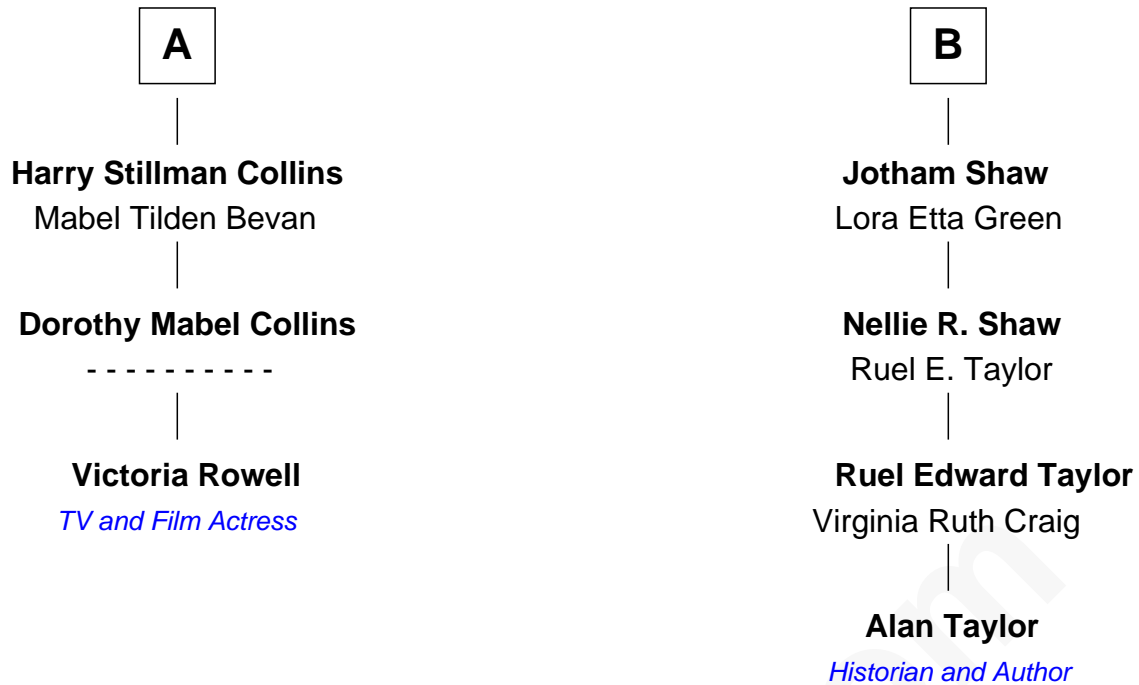 A
Harry Stillman Collins
Mabel Tilden Bevan
Dorothy Mabel Collins
- - - - - - - - - -
Victoria Rowell
TV and Film Actress
B
Jotham Shaw
Lora Etta Green
Nellie R. Shaw
Ruel E. Taylor
Ruel Edward Taylor
Virginia Ruth Craig
Alan Taylor
Historian and Author